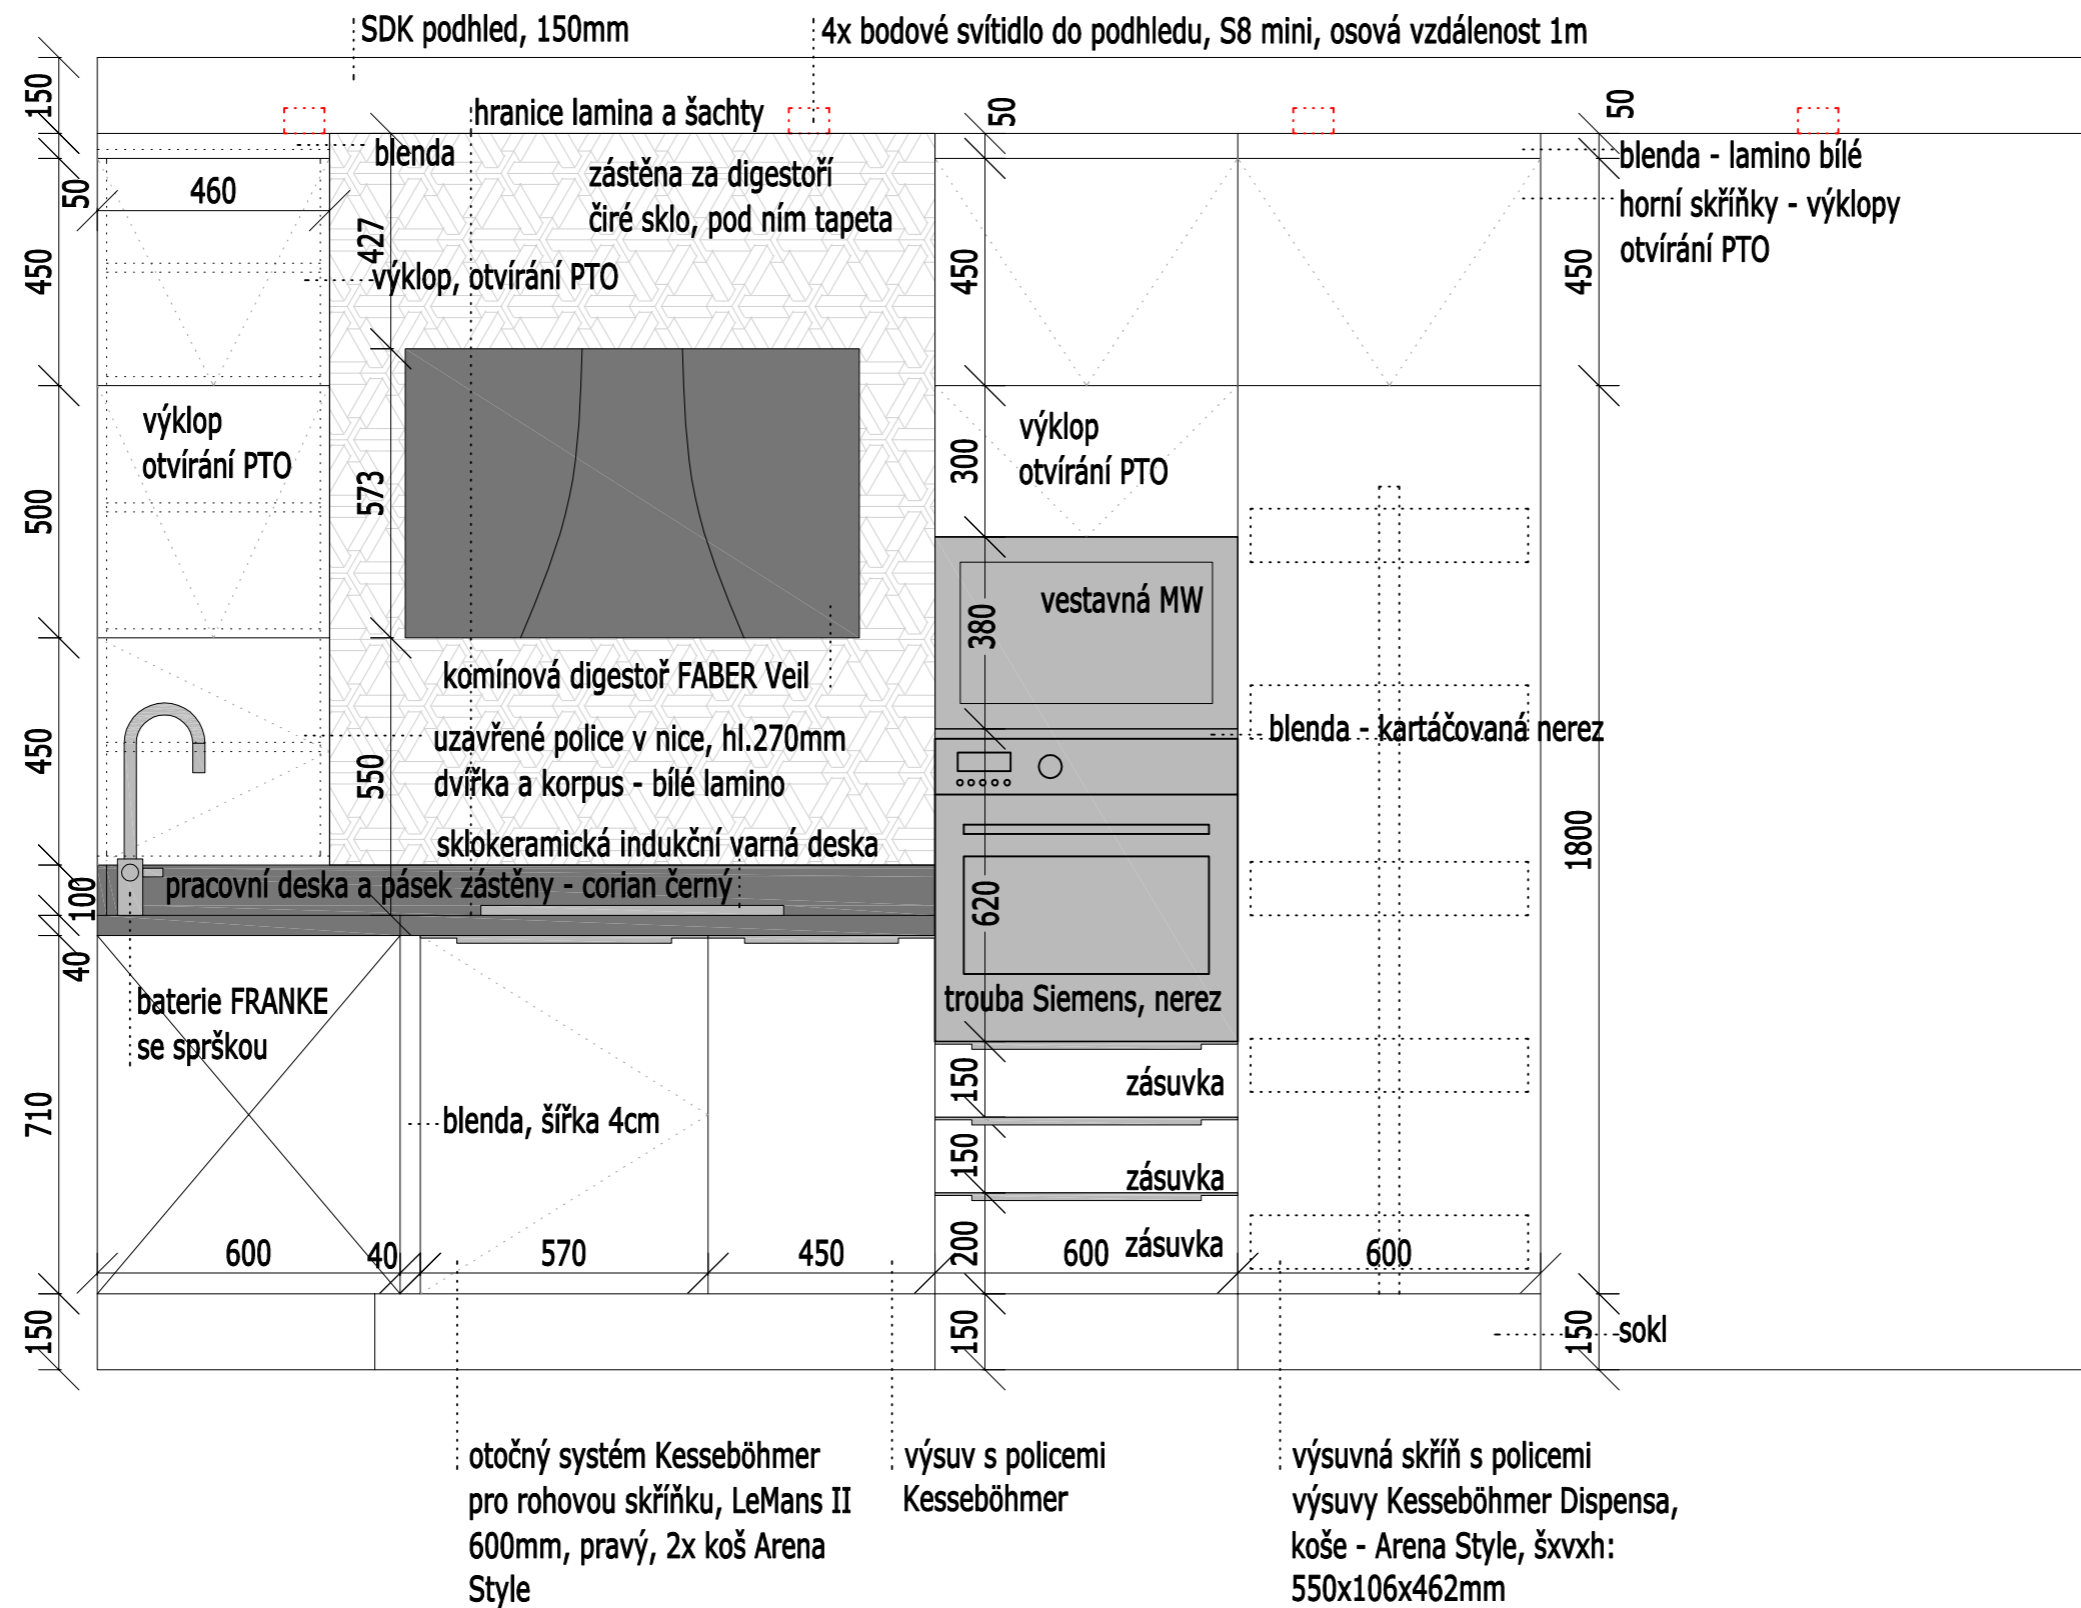 SDK podhled, 150mm
4x bodové svítidlo do podhledu, S8 mini, osová vzdálenost 1m
150
hranice lamina a šachty
50
50
blenda
blenda - lamino bílé
zástěna za digestoří
čiré sklo, pod ním tapeta
50
460
horní skříňky - výklopy
otvírání PTO
427
450
výklop, otvírání PTO
450
450
výklop
otvírání PTO
výklop
otvírání PTO
300
500
573
vestavná MW
380
komínová digestoř FABER Veil
450
uzavřené police v nice, hl.270mm
dvířka a korpus - bílé lamino
550
blenda - kartáčovaná nerez
1800
sklokeramická indukční varná deska
100
pracovní deska a pásek zástěny - corian černý
620
40
baterie FRANKE
se sprškou
trouba Siemens, nerez
710
blenda, šířka 4cm
150
zásuvka
150
zásuvka
200
zásuvka
600
40
570
450
600
600
150
150
150
sokl
otočný systém Kesseböhmer
pro rohovou skříňku, LeMans II
600mm, pravý, 2x koš Arena
Style
výsuv s policemi
Kesseböhmer
výsuvná skříň s policemi
výsuvy Kesseböhmer Dispensa,
koše - Arena Style, šxvxh:
550x106x462mm